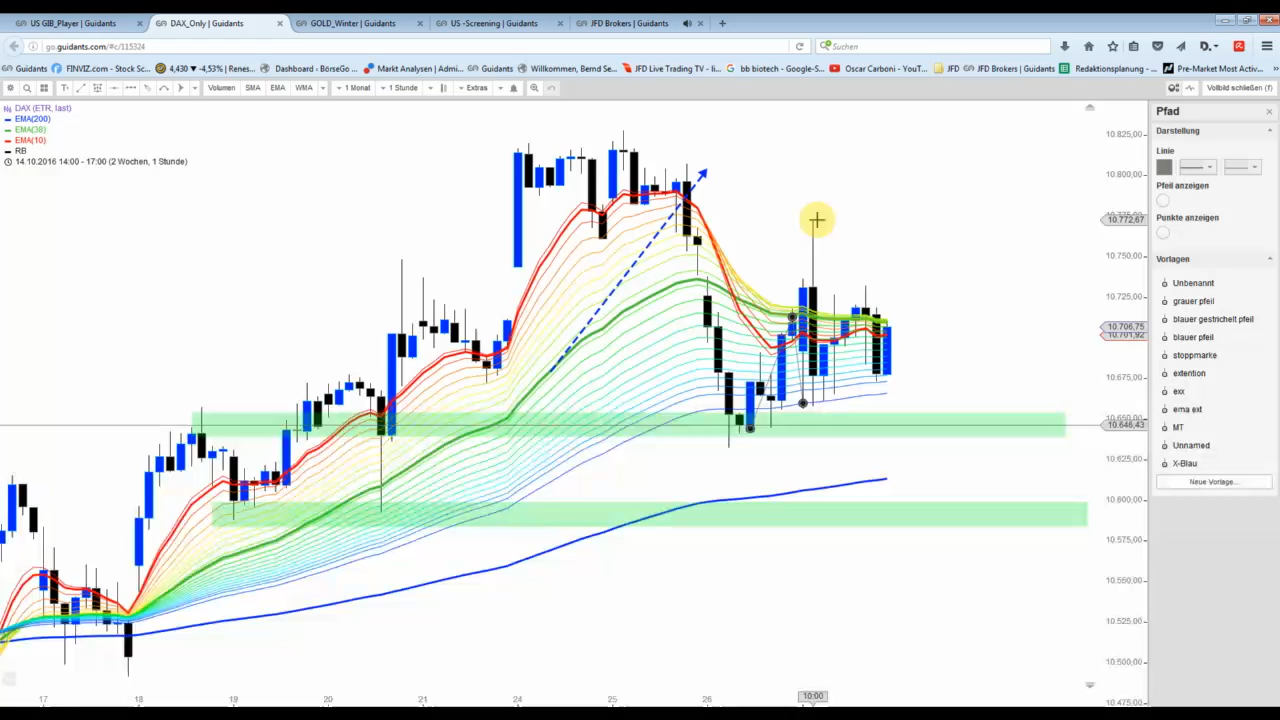 US GIB_Player | Guidants
DAX_Only | Guidants
GOLD_Winter | Guidants
US -Screening | Guidants
JFD Brokers | Guidants
go.guidants.com/#c/115324
Suchen
Guidants
FINVIZ.com - Stock Sc...
4,430 ▾ -4,53% | Renes...
Dashboard ‹ BörseGo ...
Markt Analysen | Admi...
Guidants
Willkommen, Bernd Se...
JFD Live Trading TV - li...
bb biotech - Google-S...
Oscar Carboni - YouT...
JFD
JFD Brokers | Guidants
Redaktionsplanung - ...
Pre-Market Most Activ...
Volumen
SMA
EMA
WMA
1 Monat
1 Stunde
Extras
Vollbild schließen (f)
DAX (ETR, last)
EMA(200)
EMA(38)
EMA(10)
RB
14.10.2016 14:00 - 17:00 (2 Wochen, 1 Stunde)
10.825,00
10.800,00
10.772,67
10.750,00
10.725,00
10.706,75
10.701,92
10.675,00
10.646,43
10.625,00
10.600,00
10.575,00
10.550,00
10.525,00
10.500,00
10.475,00
17
18
19
20
21
24
25
26
10:00
Pfad
Darstellung
Linie
Pfeil anzeigen
Punkte anzeigen
Vorlagen
Unbenannt
grauer pfeil
blauer gestrichelt pfeil
blauer pfeil
stoppmarke
extention
exx
ema ext
MT
Unnamed
X-Blau
Neue Vorlage...